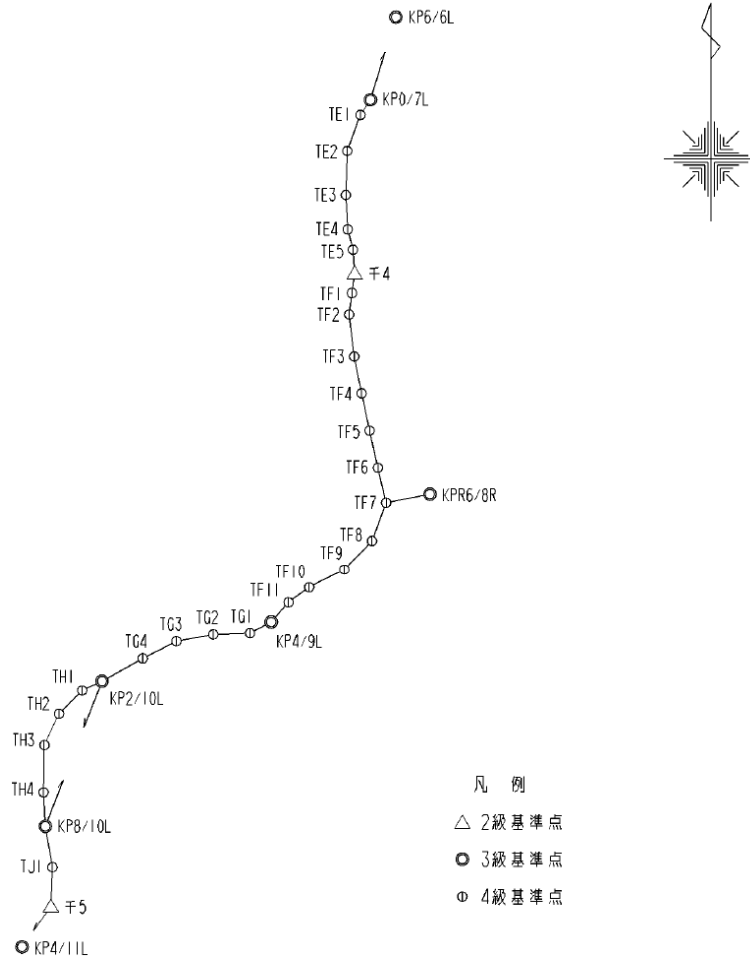 KP6/6L
KP0/7L
TE1
TE2
TE3
TE4
TE5
千4
TF1
TF2
TF3
TF4
TF5
TF6
TF7
KPR6/8R
TF8
TF9
TF10
TF11
KP4/9L
TG1
TG2
TG3
TG4
KP2/10L
TH1
TH2
TH3
TH4
KP8/10L
TJ1
千5
KP4/11L
凡 例
2級基準点
3級基準点
4級基準点